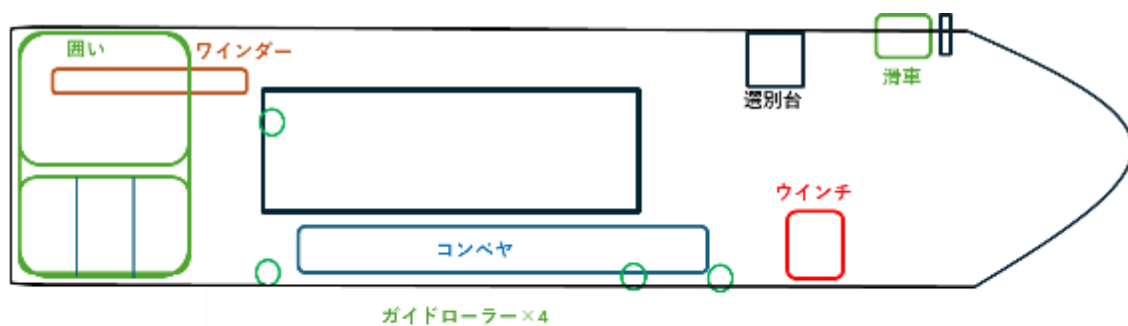 囲い
ワインダー
滑車
選別台
ウインチ
コンベヤ
ガイドローラー×4